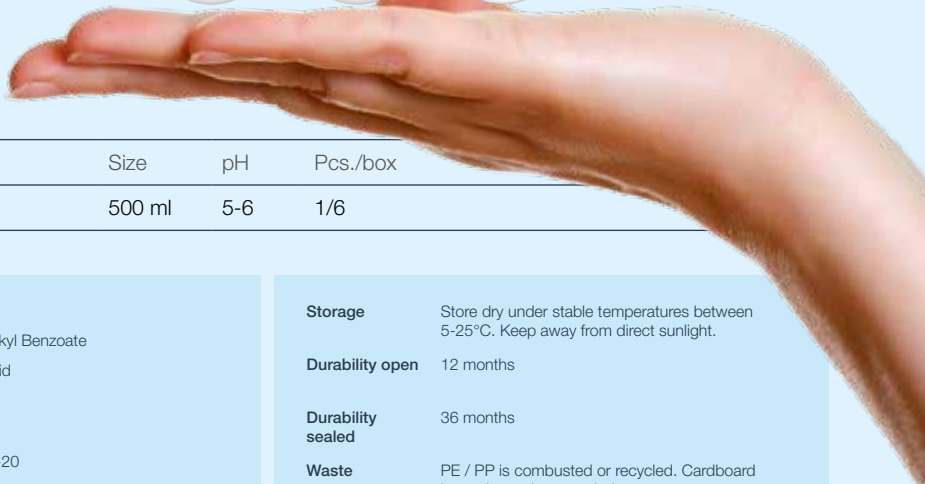 Size pH Pcs./box
500 ml 5-6 1/6
kyl Benzoate
id
-20
Storage Store dry under stable temperatures between
5-25°C. Keep away from direct sunlight.
Durability open 12 months
Durability 36 months
sealed
Waste PE / PP is combusted or recycled. Cardboard